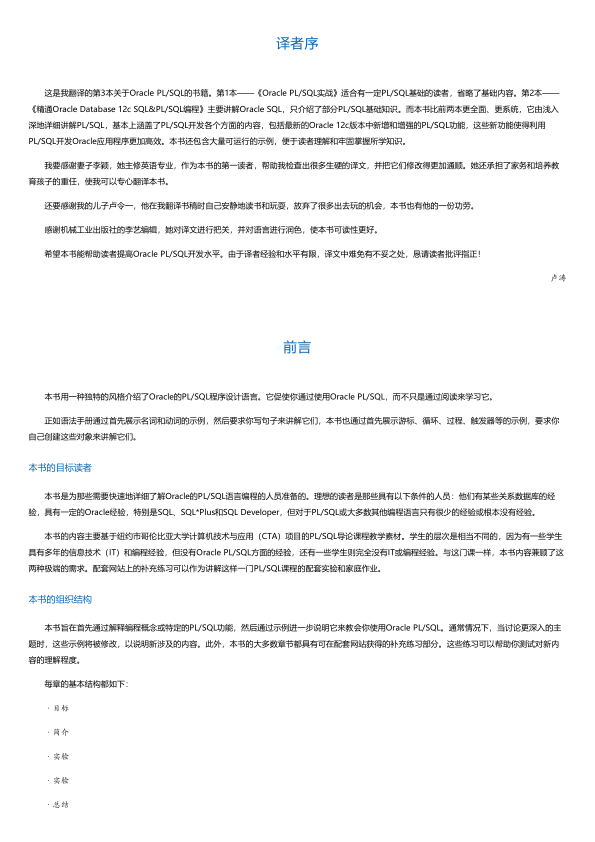 译者序
这是我翻译的第3本关于Oracle PL/SQL的书籍。第1本——《Oracle PL/SQL实战》适合有一定PL/SQL基础的读者，省略了基础内容。第2本——
《精通Oracle Database 12c SQL&PL/SQL编程》主要讲解Oracle SQL，只介绍了部分PL/SQL基础知识。而本书比前两本更全面、更系统，它由浅入
深地详细讲解PL/SQL，基本上涵盖了PL/SQL开发各个方面的内容，包括最新的Oracle 12c版本中新增和增强的PL/SQL功能，这些新功能使得利用
PL/SQL开发Oracle应用程序更加高效。本书还包含大量可运行的示例，便于读者理解和牢固掌握所学知识。
我要感谢妻子李颖，她主修英语专业，作为本书的第一读者，帮助我检查出很多生硬的译文，并把它们修改得更加通顺。她还承担了家务和培养教
育孩子的重任，使我可以专心翻译本书。
还要感谢我的儿子卢令一，他在我翻译书稿时自己安静地读书和玩耍，放弃了很多出去玩的机会，本书也有他的一份功劳。
感谢机械工业出版社的李艺编辑，她对译文进行把关，并对语言进行润色，使本书可读性更好。
希望本书能帮助读者提高Oracle PL/SQL开发水平。由于译者经验和水平有限，译文中难免有不妥之处，恳请读者批评指正！
卢涛
前言
本书用一种独特的风格介绍了Oracle的PL/SQL程序设计语言。它促使你通过使用Oracle PL/SQL，而不只是通过阅读来学习它。
正如语法手册通过首先展示名词和动词的示例，然后要求你写句子来讲解它们，本书也通过首先展示游标、循环、过程、触发器等的示例，要求你
自己创建这些对象来讲解它们。
本书的目标读者
本书是为那些需要快速地详细了解Oracle的PL/SQL语言编程的人员准备的。理想的读者是那些具有以下条件的人员：他们有某些关系数据库的经
验，具有一定的Oracle经验，特别是SQL、SQL*Plus和SQL Developer，但对于PL/SQL或大多数其他编程语言只有很少的经验或根本没有经验。
本书的内容主要基于纽约市哥伦比亚大学计算机技术与应用（CTA）项目的PL/SQL导论课程教学素材。学生的层次是相当不同的，因为有一些学生
具有多年的信息技术（IT）和编程经验，但没有Oracle PL/SQL方面的经验，还有一些学生则完全没有IT或编程经验。与这门课一样，本书内容兼顾了这
两种极端的需求。配套网站上的补充练习可以作为讲解这样一门PL/SQL课程的配套实验和家庭作业。
本书的组织结构
本书旨在首先通过解释编程概念或特定的PL/SQL功能，然后通过示例进一步说明它来教会你使用Oracle PL/SQL。通常情况下，当讨论更深入的主
题时，这些示例将被修改，以说明新涉及的内容。此外，本书的大多数章节都具有可在配套网站获得的补充练习部分。这些练习可以帮助你测试对新内
容的理解程度。
每章的基本结构都如下：
·目标
·简介
·实验
·实验
·总结